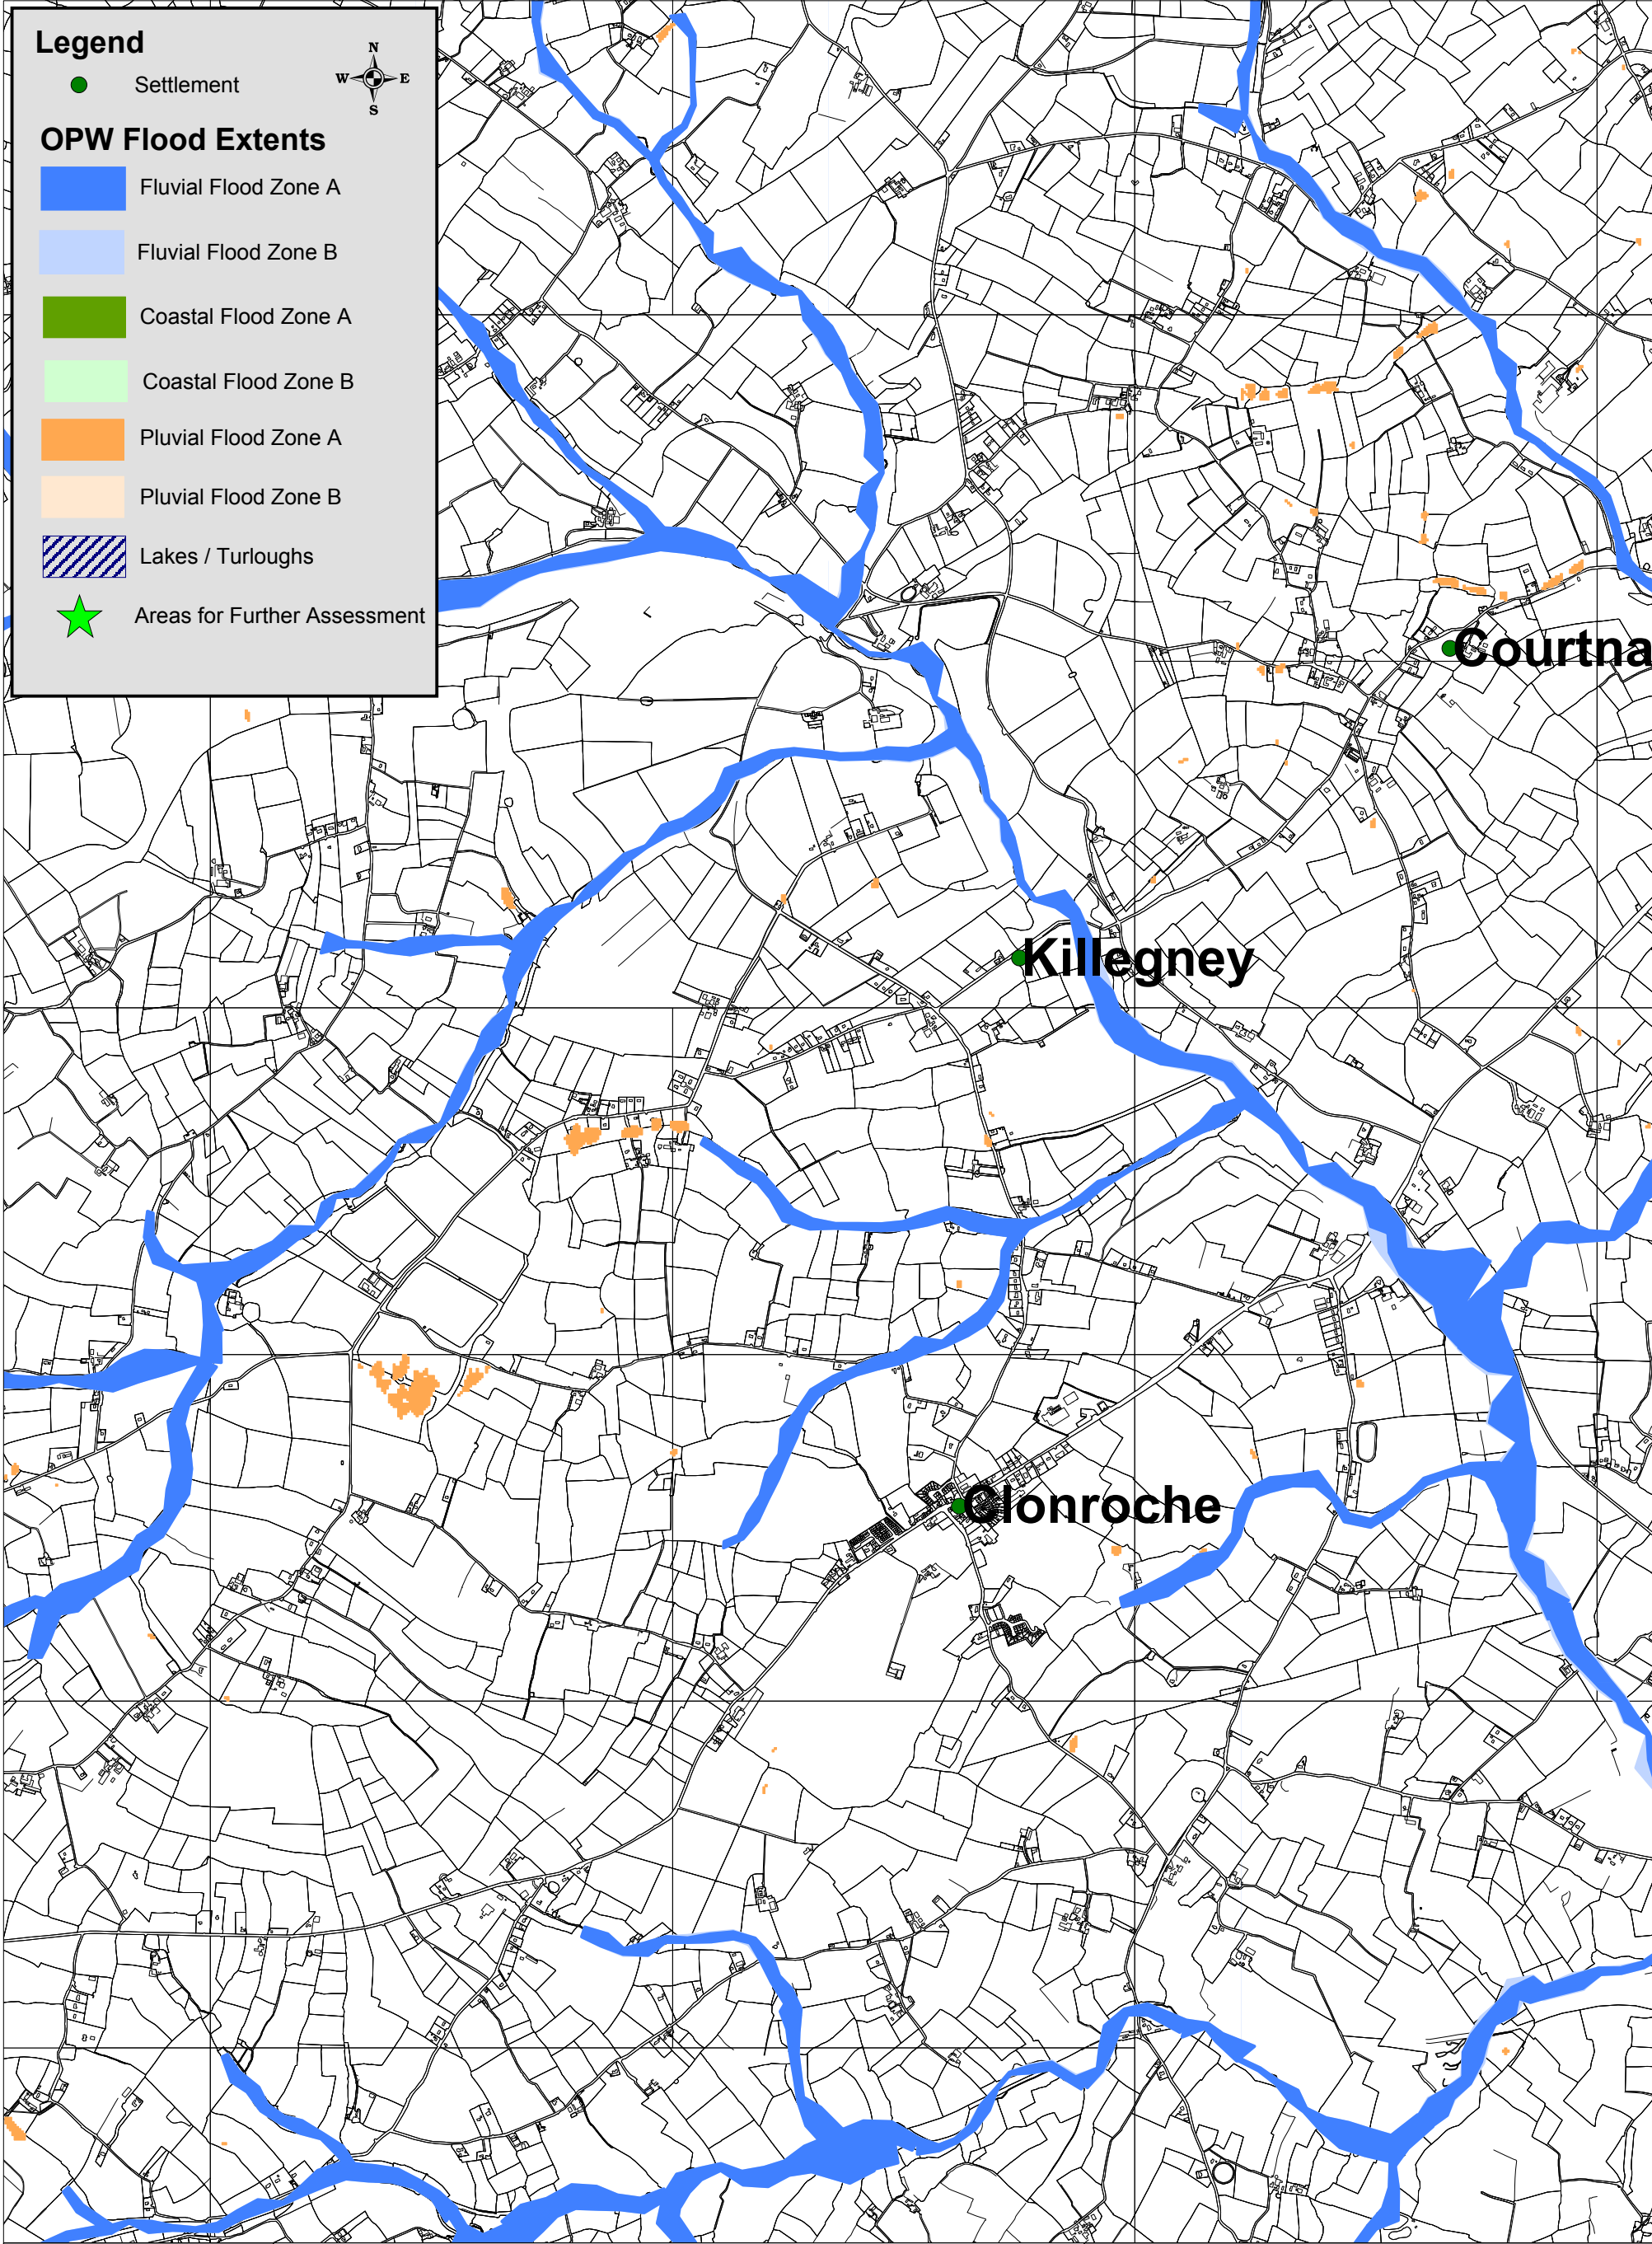 Legend
N
W E
S
Settlement
OPW Flood Extents
Fluvial Flood Zone A
Fluvial Flood Zone B
Coastal Flood Zone A
Coastal Flood Zone B
Pluvial Flood Zone A
Pluvial Flood Zone B
Lakes / Turloughs
Areas for Further Assessment
Courtna
Killegney
Clonroche